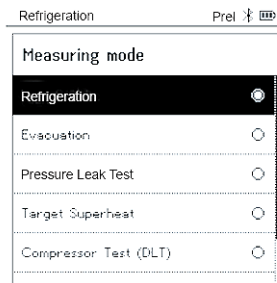 Refrigeration Prel
Measuring mode
Refrigeration
Evacuation
Pressure Leak Test
Target Superheat
Compressor Test (DLT)